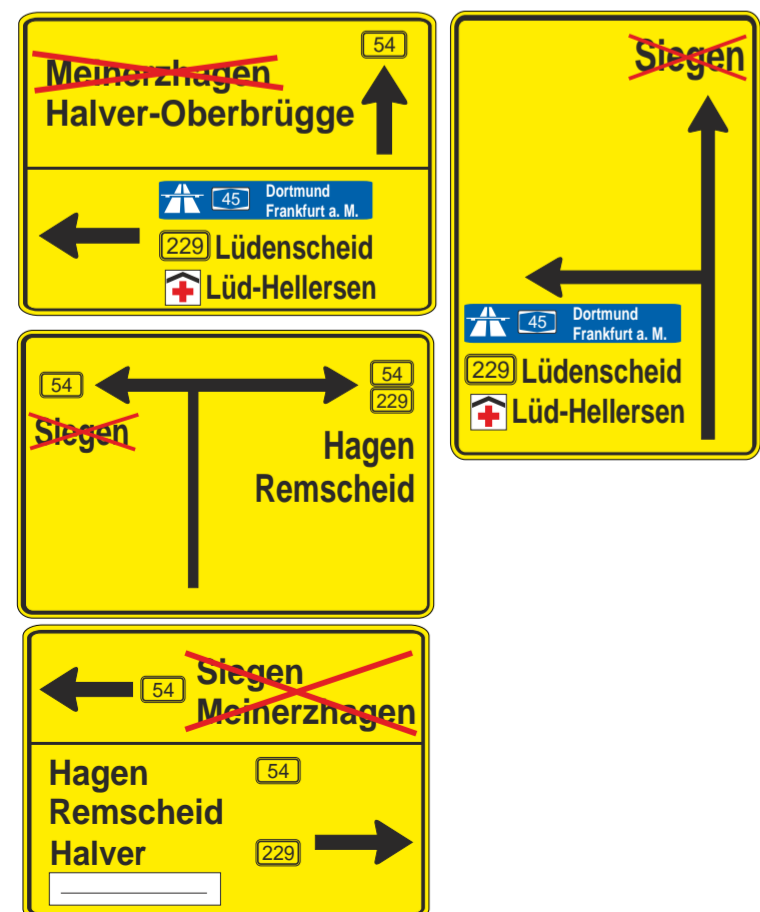 54
Meinerzhagen
Halver-Oberbrügge
45 Dortmund
Frankfurt a. M.
229 Lüdenscheid
Lüd-Hellersen
Siegen
45 Dortmund
Frankfurt a. M.
229 Lüdenscheid
Lüd-Hellersen
54 54
229
Siegen
Hagen
Remscheid
54 Siegen
Meinerzhagen
Hagen 54
Remscheid
Halver 229